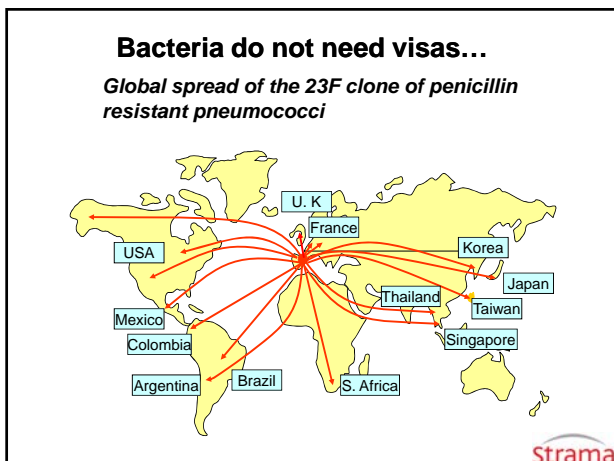 Bacteria do not need visas…
Global spread of the 23F clone of penicillin
resistant pneumococci
U. K
France
USA
Korea
Japan
Thailand
Taiwan
Mexico
Singapore
Colombia
Argentina
Brazil
S. Africa
Strama